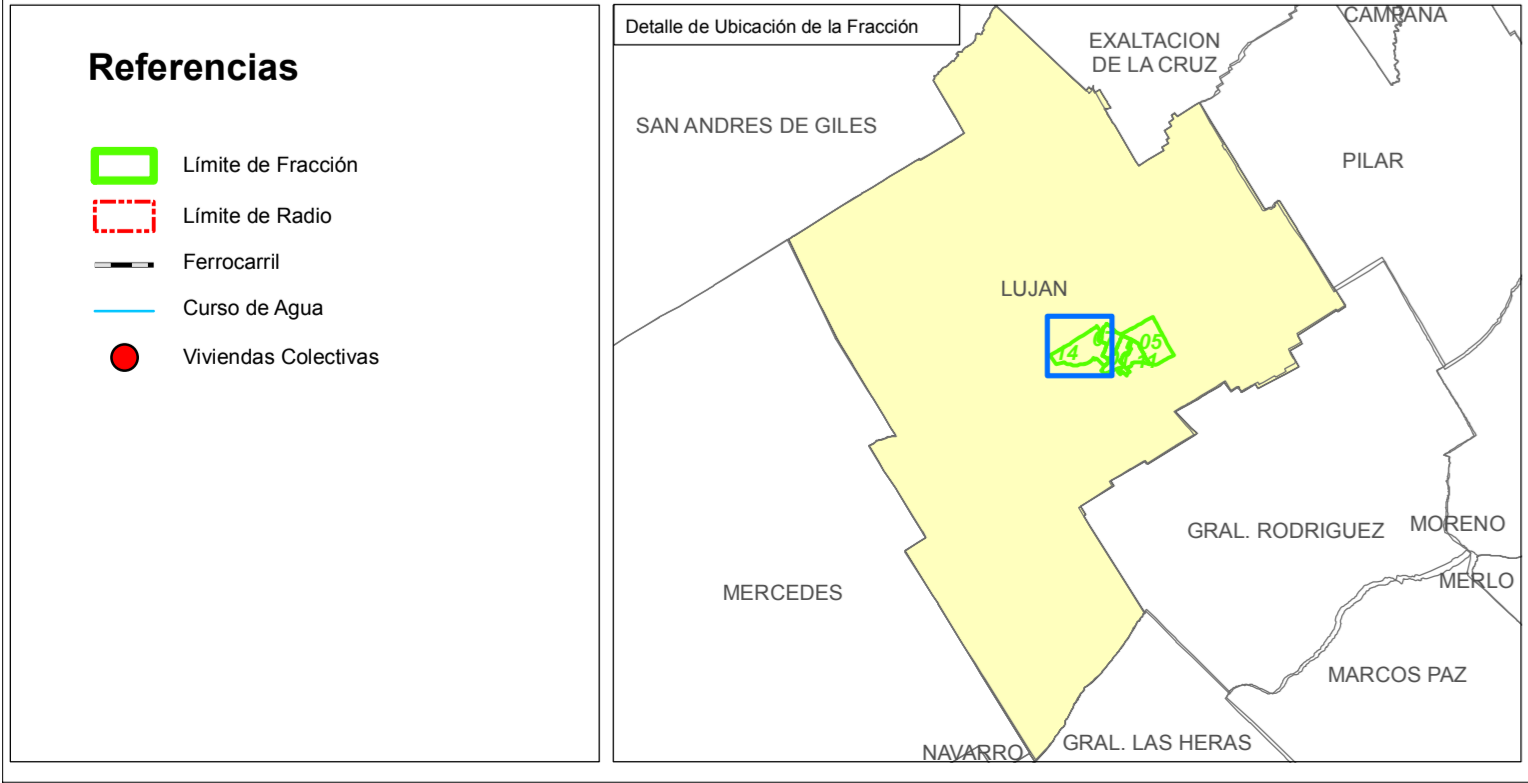 Referencias
Límite de Fracción
Límite de Radio
Ferrocarril
Curso de Agua
Viviendas Colectivas
Detalle de Ubicación de la Fracción
CAMPANA
EXALTACION
DE LA CRUZ
SAN ANDRES DE GILES
PILAR
LUJAN
14
05
GRAL. RODRIGUEZ
MORENO
MERLO
MERCEDES
MARCOS PAZ
NAVARRO
GRAL. LAS HERAS